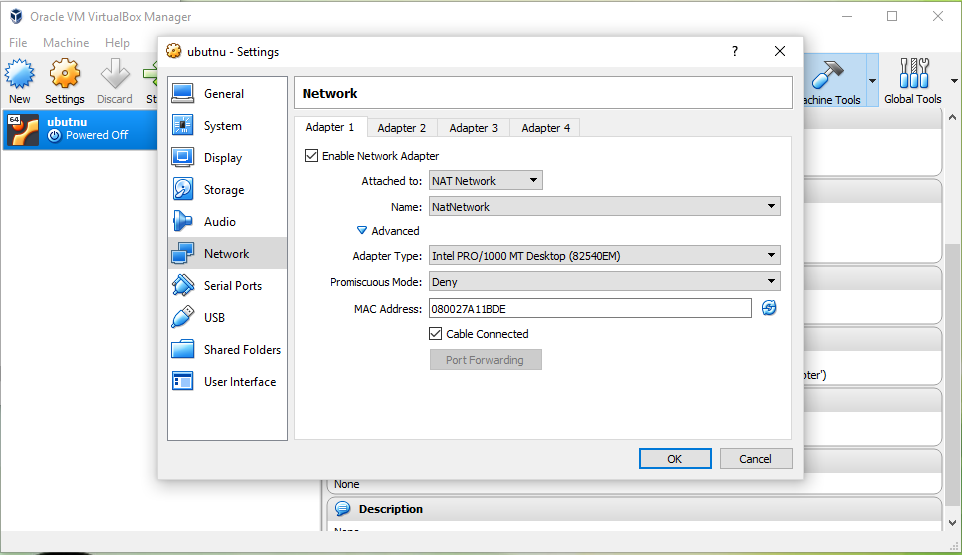 Oracle VM VirtualBox Manager
File Machine Help
New Settings Discard St
achine Tools Global Tools
64 ubutnu
Powered Off
ubutnu - Settings ?
General
System
Display
Storage
Audio
Network
Serial Ports
USB
Shared Folders
User Interface
Network
Adapter 1 Adapter 2 Adapter 3 Adapter 4
Enable Network Adapter
Attached to: NAT Network
Name: NatNetwork
Advanced
Adapter Type: Intel PRO/1000 MT Desktop (82540EM)
Promiscuous Mode: Deny
MAC Address: 080027A11BDE
Cable Connected
Port Forwarding
OK Cancel
pter')
None
Description
None